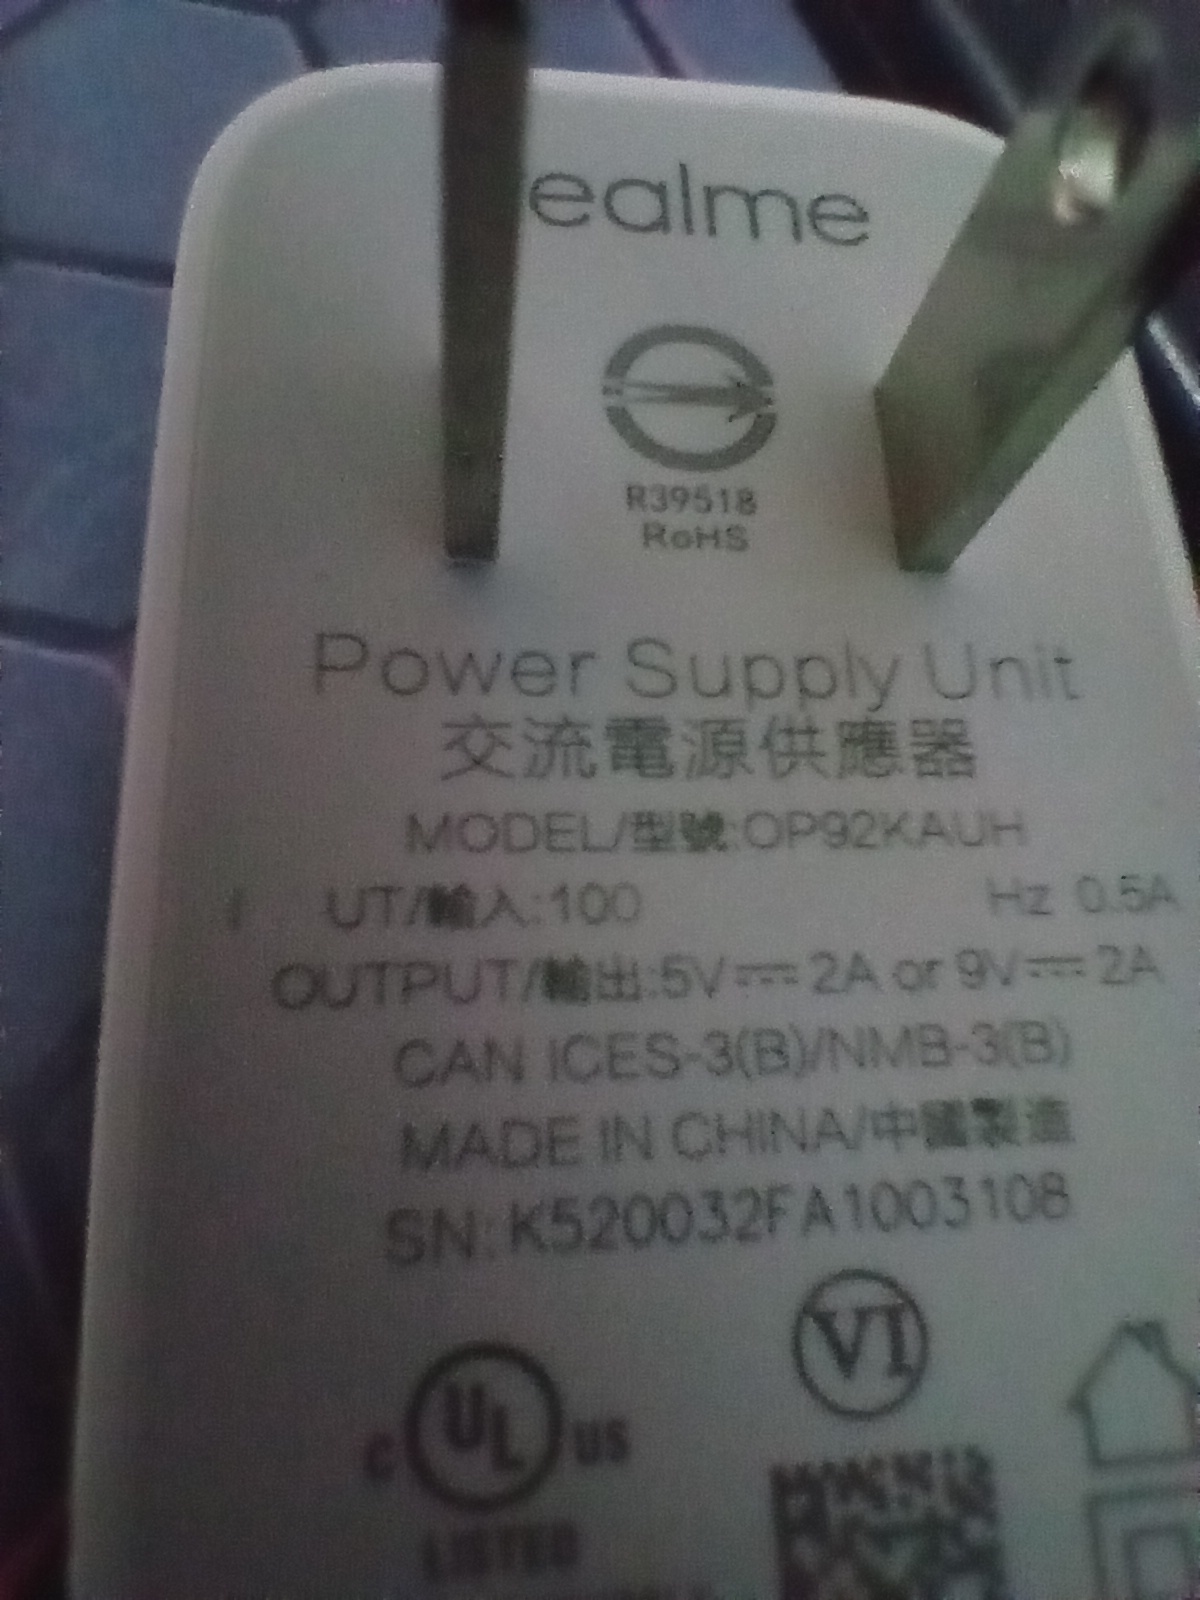 ealme
R39518
RoHS
Power Supply Unit
交流電源供應器
MODEL/型號:OP92KAUH
UT/輸入:100 Hz 0.5A
OUTPUT/輸出:5V⎓2A or 9V⎓2A
CAN ICES-3(B)/NMB-3(B)
MADE IN CHINA/中國製造
SN:K520032FA1003108
VI
c UL US
LISTED